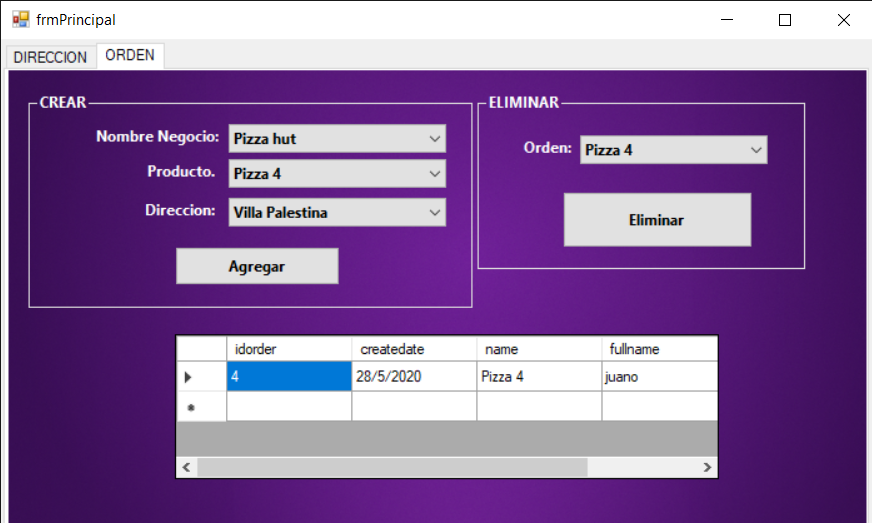 frmPrincipal
DIRECCION ORDEN
CREAR
Nombre Negocio: Pizza hut
Producto. Pizza 4
Direccion: Villa Palestina
Agregar
ELIMINAR
Orden: Pizza 4
Eliminar
idorder createdate name fullname
4 28/5/2020 Pizza 4 juano